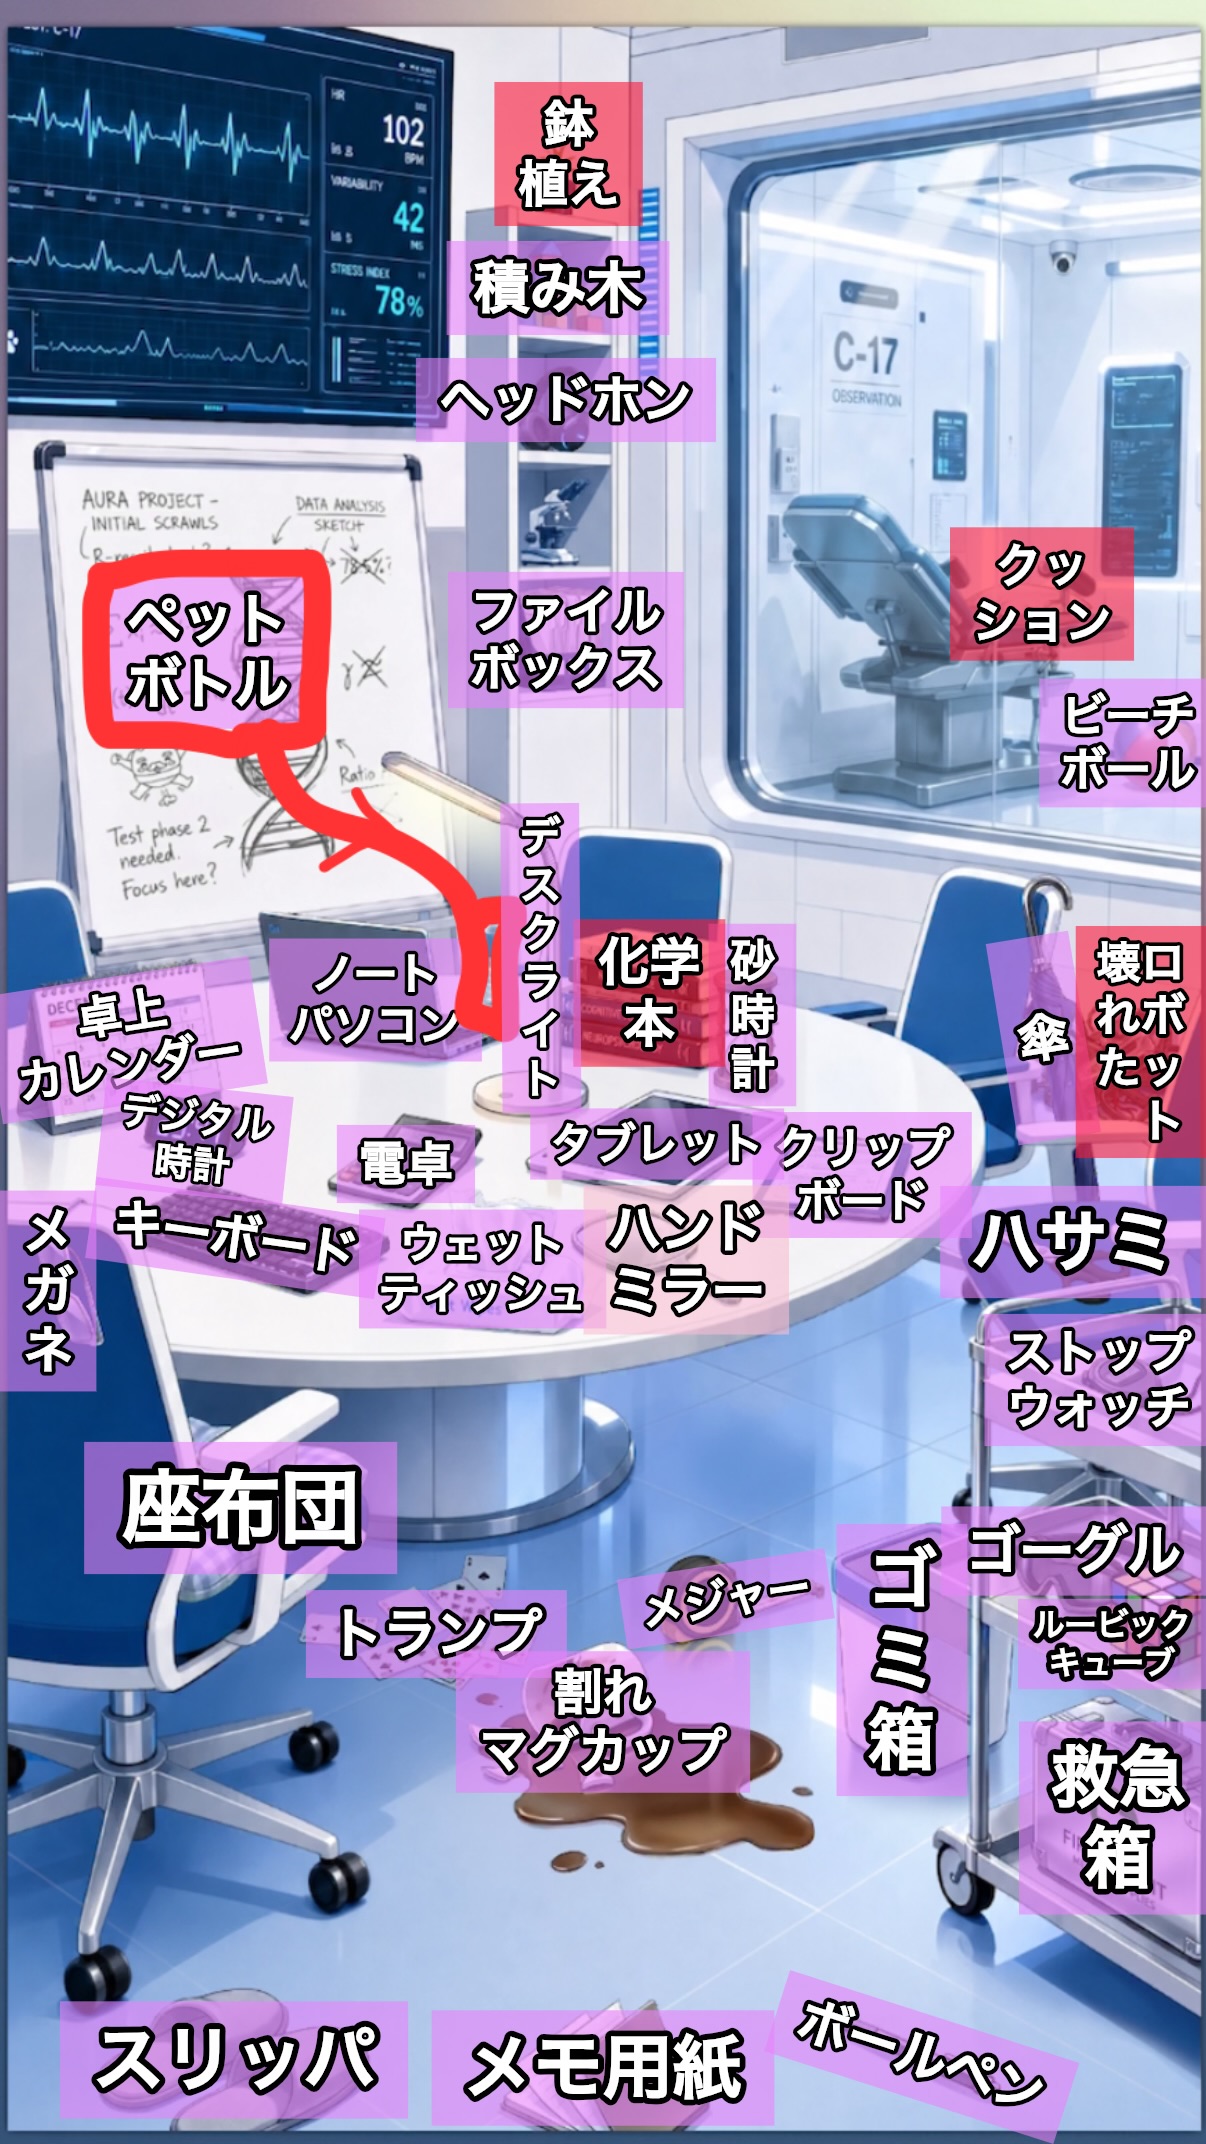 HR
102
BPM
VARIABILITY
42
MS
STRESS INDEX
78%
鉢
植え
積み木
ヘッドホン
C-17
OBSERVATION
AURA PROJECT -
INITIAL SCRAWLS
DATA ANALYSIS
SKETCH
ペット
ボトル
ファイル
ボックス
クッ
ション
ビーチ
ボール
Ratio
Test phase 2
needed.
Focus here?
デスクライト
ノート
パソコン
化学
本
砂時計
傘
壊れた
ロボット
卓上
カレンダー
デジタル
時計
電卓
タブレット
クリップ
ボード
メガネ
キーボード
ウェット
ティッシュ
ハンド
ミラー
ハサミ
ストップ
ウォッチ
座布団
トランプ
メジャー
ゴミ箱
ゴーグル
ルービック
キューブ
割れ
マグカップ
救急
箱
スリッパ
メモ用紙
ボールペン